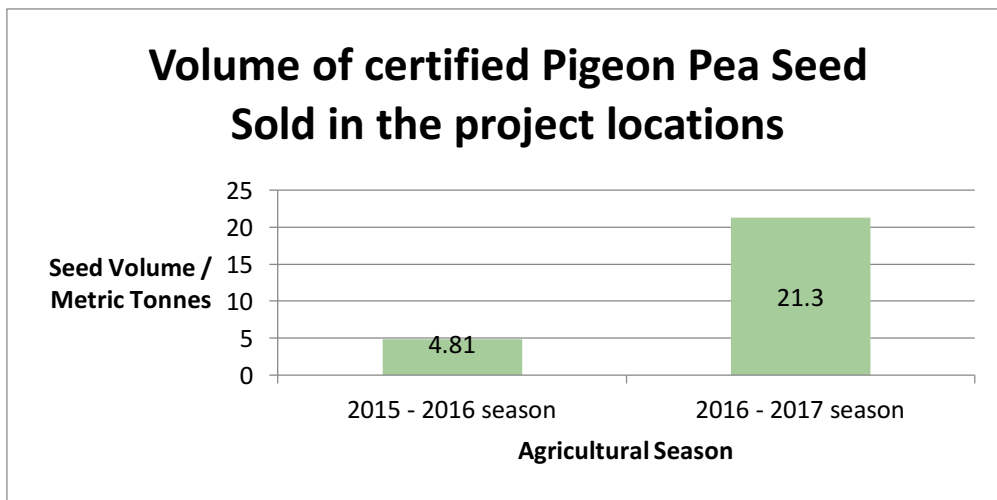 Volume of certified Pigeon Pea Seed
Sold in the project locations
25
20
15
10
5
0
Seed Volume /
Metric Tonnes
4.81
21.3
2015 - 2016 season
2016 - 2017 season
Agricultural Season